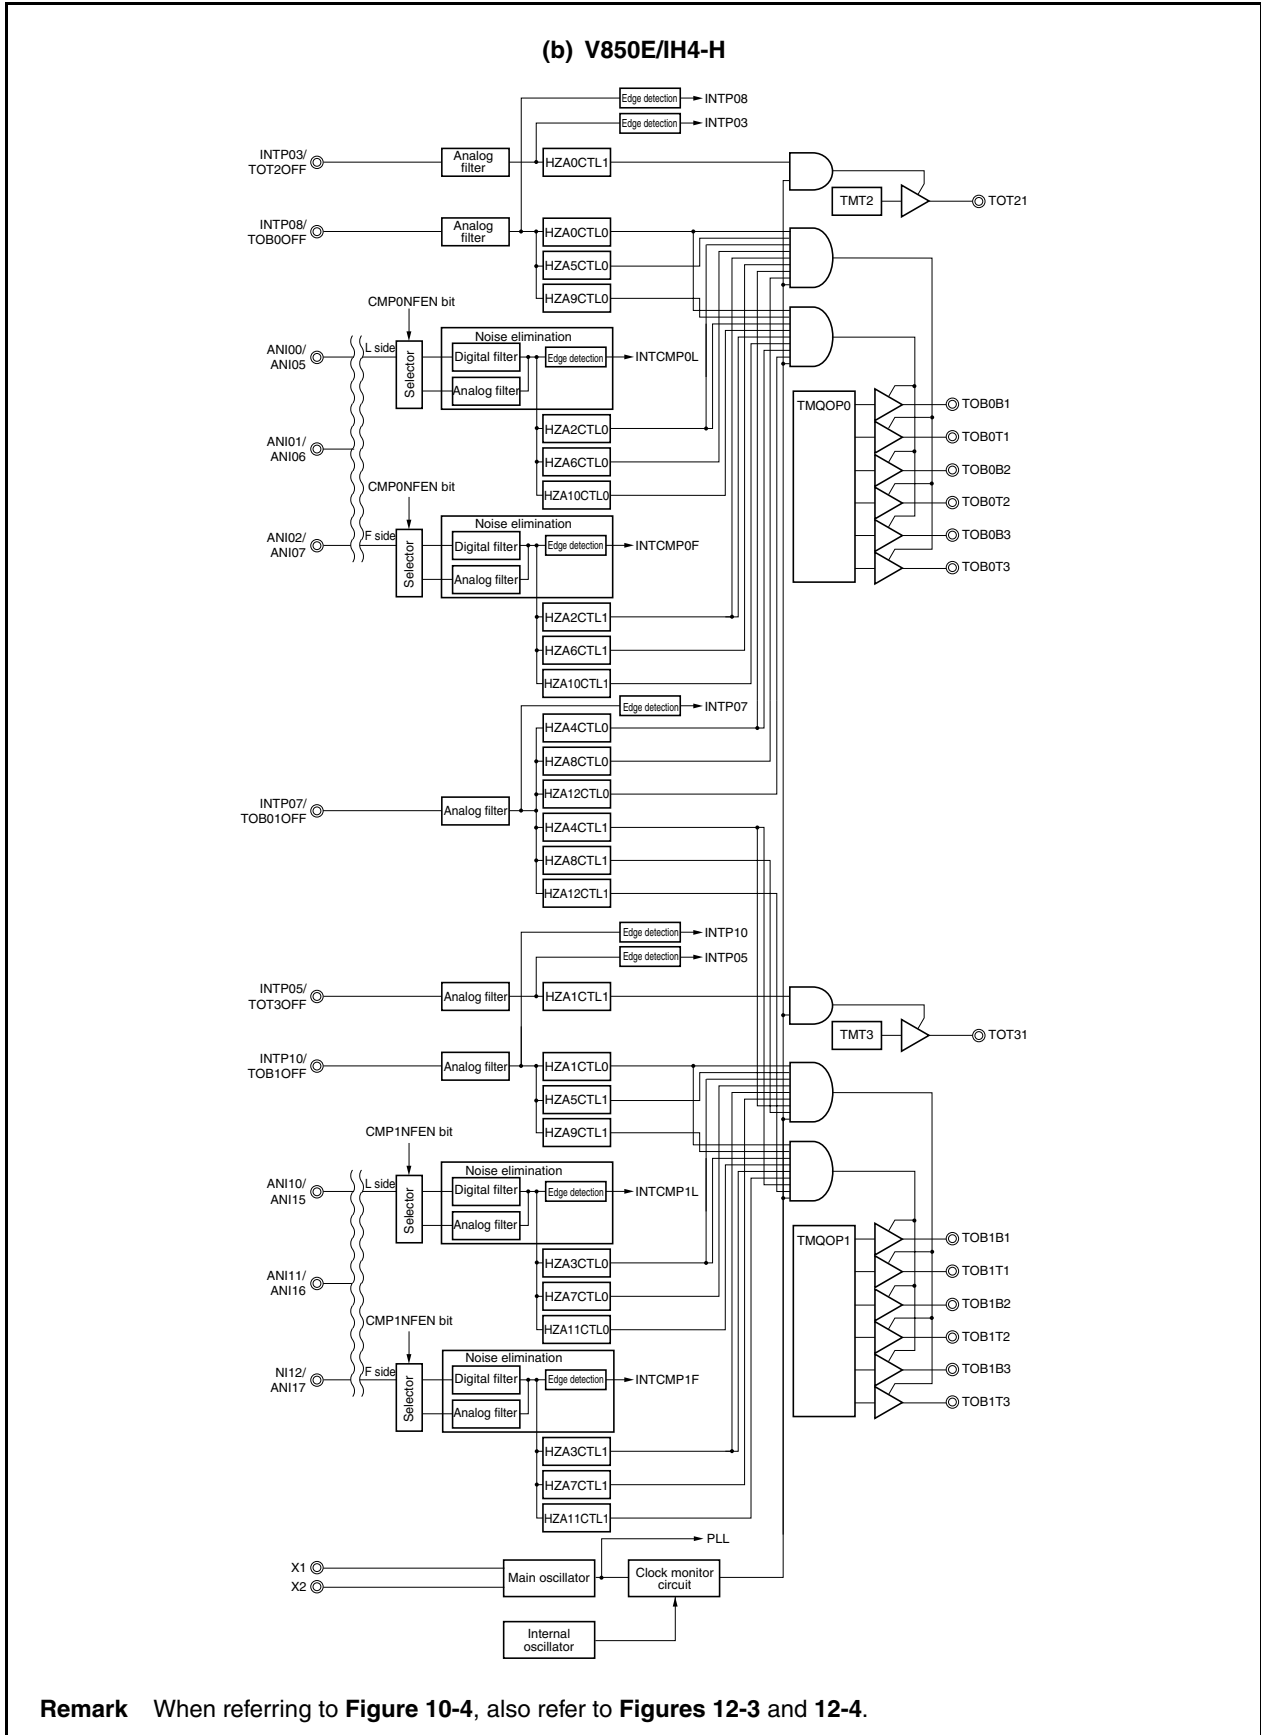 (b) V850E/IH4-H
Edge detection
INTP08
Edge detection
INTP03
INTP03/
TOT2OFF
Analog
filter
HZA0CTL1
TMT2
TOT21
INTP08/
TOB0OFF
Analog
filter
HZA0CTL0
HZA5CTL0
HZA9CTL0
CMP0NFEN bit
ANI00/
ANI05
L side
Selector
Noise elimination
Digital filter
Edge detection
INTCMP0L
Analog filter
HZA2CTL0
HZA6CTL0
HZA10CTL0
ANI01/
ANI06
TMQOP0
TOB0B1
TOB0T1
TOB0B2
TOB0T2
TOB0B3
TOB0T3
CMP0NFEN bit
ANI02/
ANI07
F side
Selector
Noise elimination
Digital filter
Edge detection
INTCMP0F
Analog filter
HZA2CTL1
HZA6CTL1
HZA10CTL1
Edge detection
INTP07
HZA4CTL0
HZA8CTL0
HZA12CTL0
INTP07/
TOB01OFF
Analog filter
HZA4CTL1
HZA8CTL1
HZA12CTL1
Edge detection
INTP10
Edge detection
INTP05
INTP05/
TOT3OFF
Analog filter
HZA1CTL1
TMT3
TOT31
INTP10/
TOB1OFF
Analog filter
HZA1CTL0
HZA5CTL1
HZA9CTL1
CMP1NFEN bit
ANI10/
ANI15
L side
Selector
Noise elimination
Digital filter
Edge detection
INTCMP1L
Analog filter
HZA3CTL0
HZA7CTL0
HZA11CTL0
ANI11/
ANI16
TMQOP1
TOB1B1
TOB1T1
TOB1B2
TOB1T2
TOB1B3
TOB1T3
CMP1NFEN bit
NI12/
ANI17
F side
Selector
Noise elimination
Digital filter
Edge detection
INTCMP1F
Analog filter
HZA3CTL1
HZA7CTL1
HZA11CTL1
PLL
X1
X2
Main oscillator
Clock monitor
circuit
Internal
oscillator
Remark When referring to Figure 10-4, also refer to Figures 12-3 and 12-4.